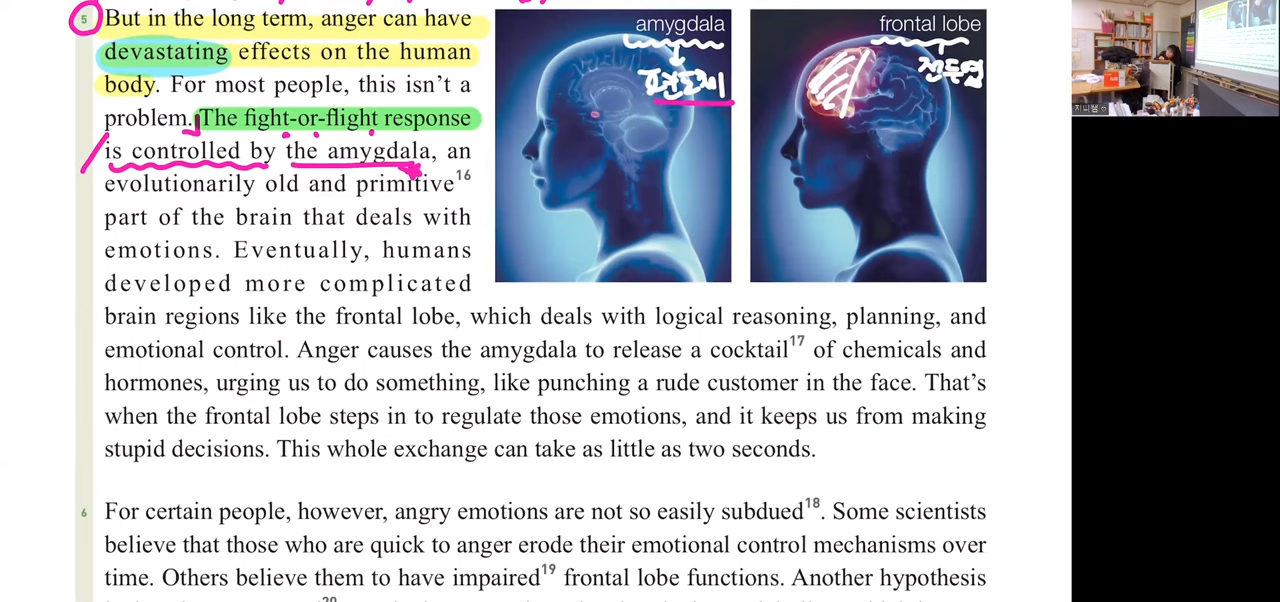 5
But in the long term, anger can have
devastating effects on the human
body. For most people, this isn't a
problem. The fight-or-flight response
is controlled by the amygdala, an
evolutionarily old and primitive16
part of the brain that deals with
emotions. Eventually, humans
developed more complicated
amygdala
편도체
frontal lobe
전두엽
brain regions like the frontal lobe, which deals with logical reasoning, planning, and
emotional control. Anger causes the amygdala to release a cocktail17 of chemicals and
hormones, urging us to do something, like punching a rude customer in the face. That's
when the frontal lobe steps in to regulate those emotions, and it keeps us from making
stupid decisions. This whole exchange can take as little as two seconds.
6
For certain people, however, angry emotions are not so easily subdued18. Some scientists
believe that those who are quick to anger erode their emotional control mechanisms over
time. Others believe them to have impaired19 frontal lobe functions. Another hypothesis
20
지니쌤